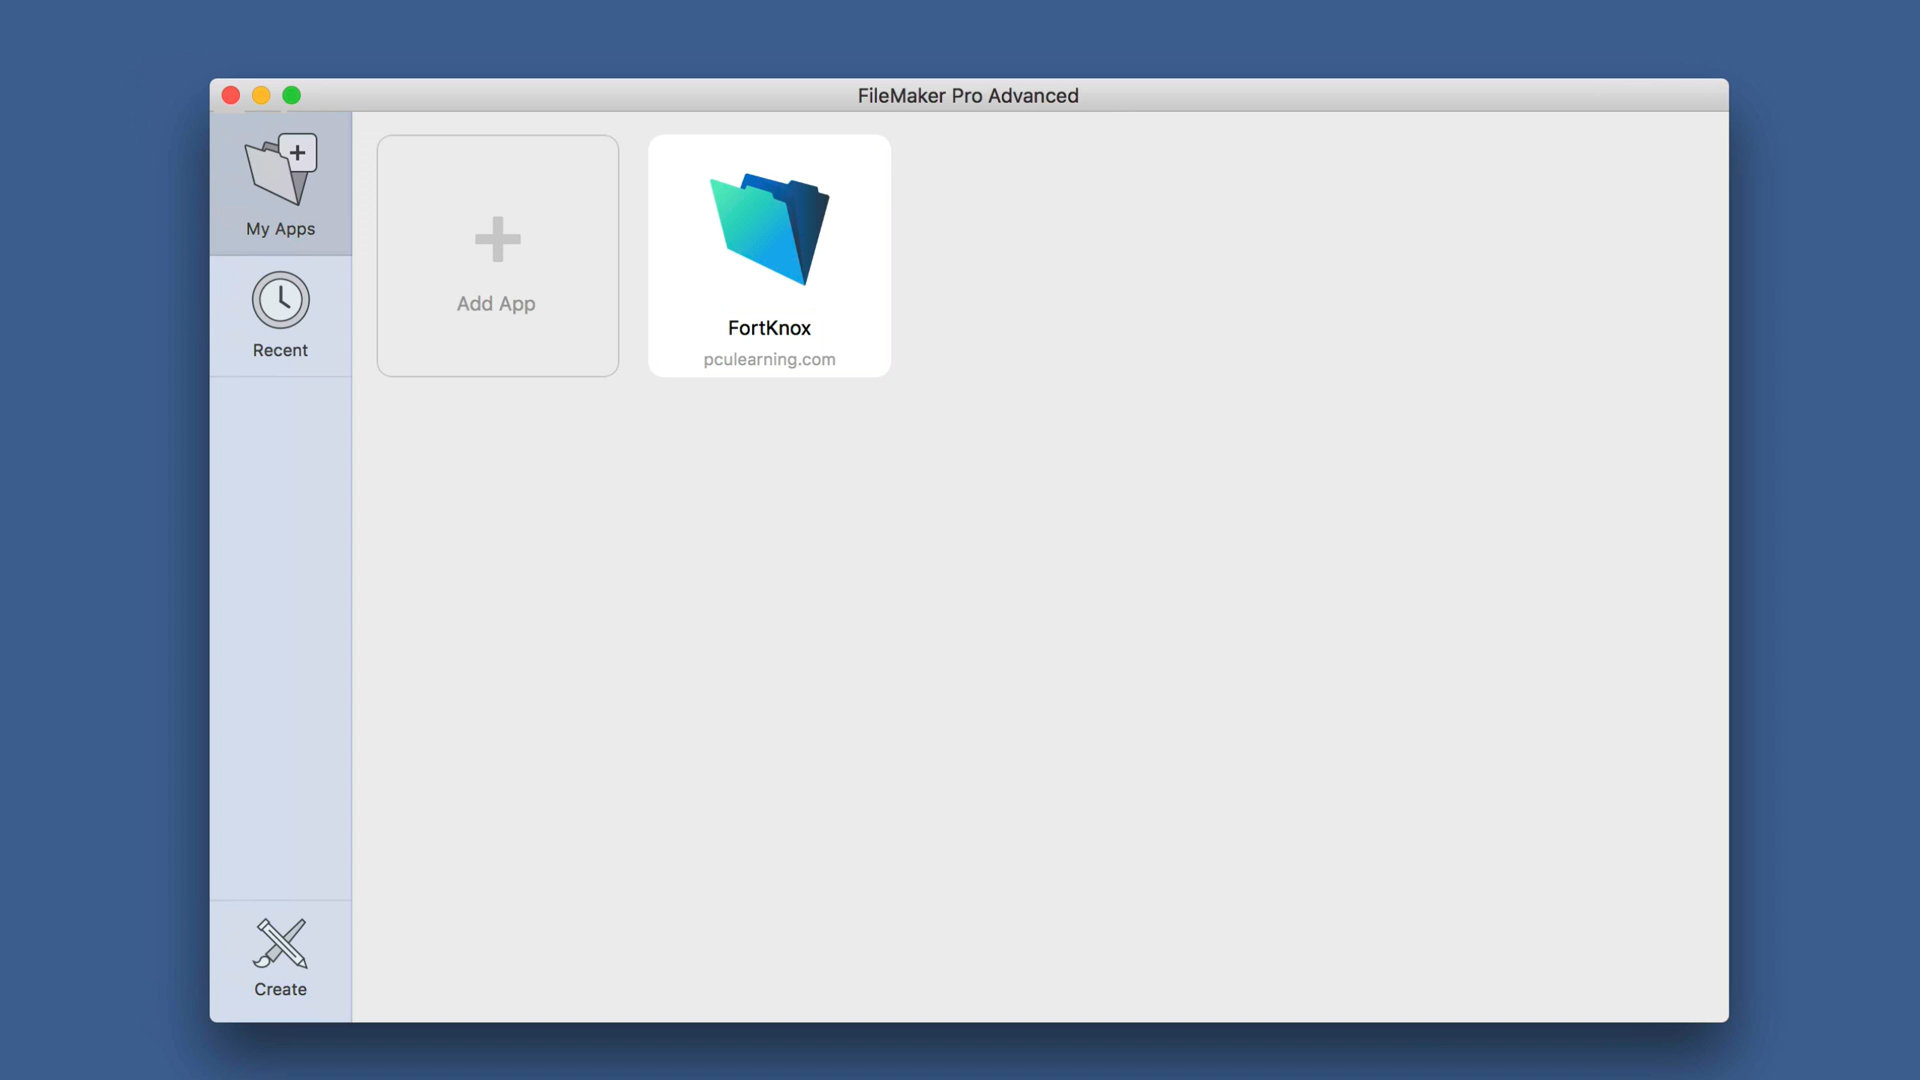 FileMaker Pro Advanced
My Apps
Recent
Add App
FortKnox
pculearning.com
Create